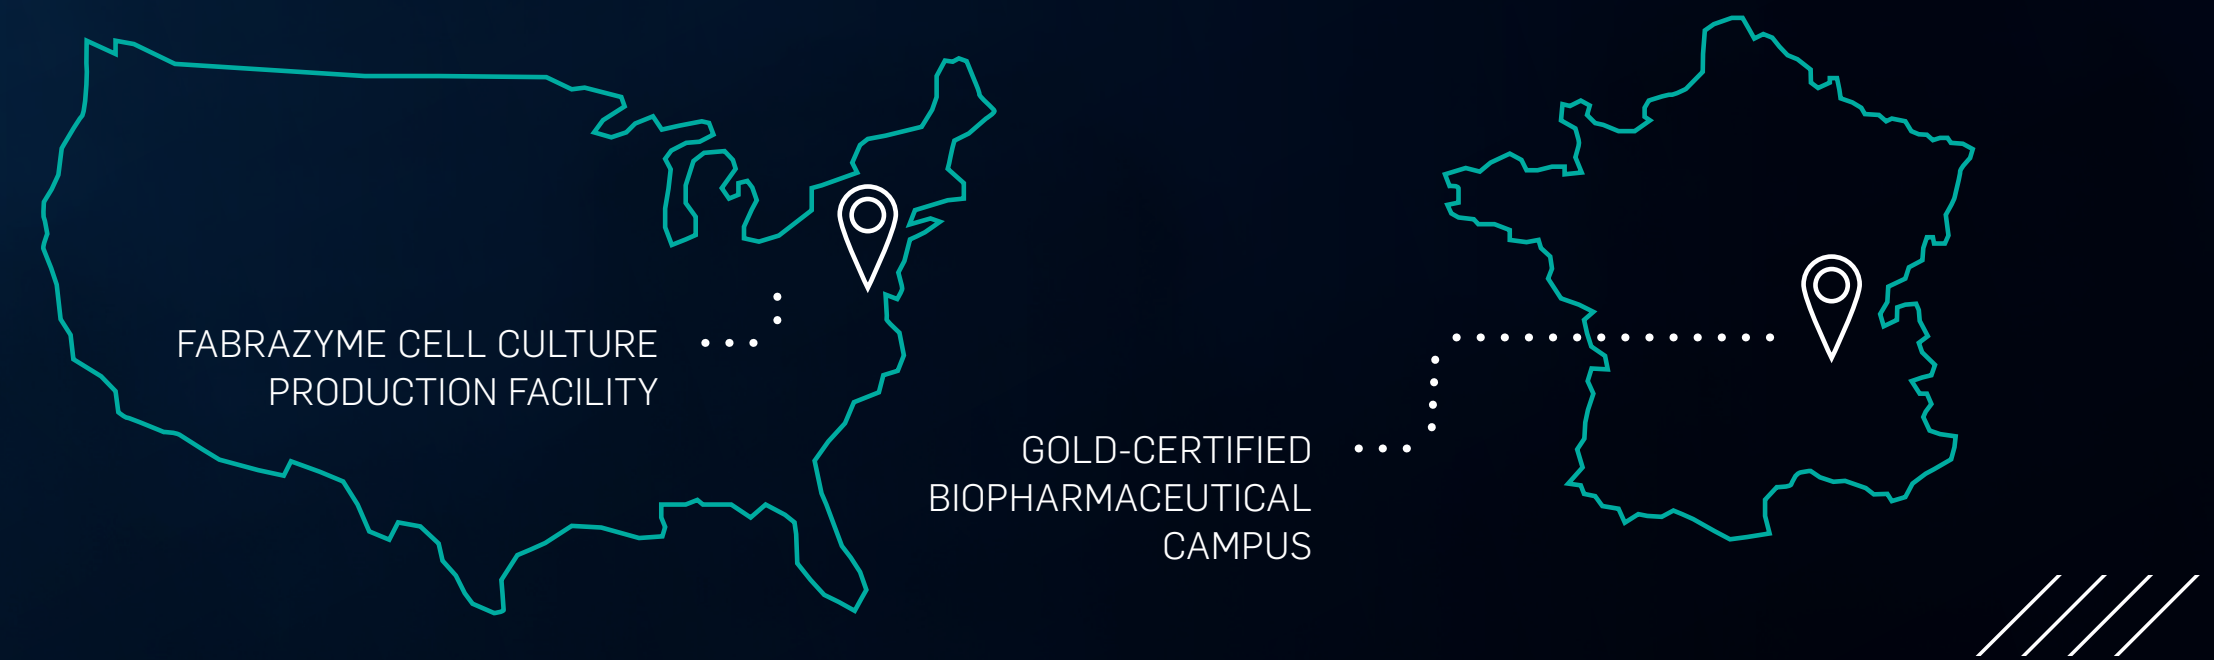 FABRAZYME CELL CULTURE
PRODUCTION FACILITY
GOLD-CERTIFIED
BIOPHARMACEUTICAL
CAMPUS